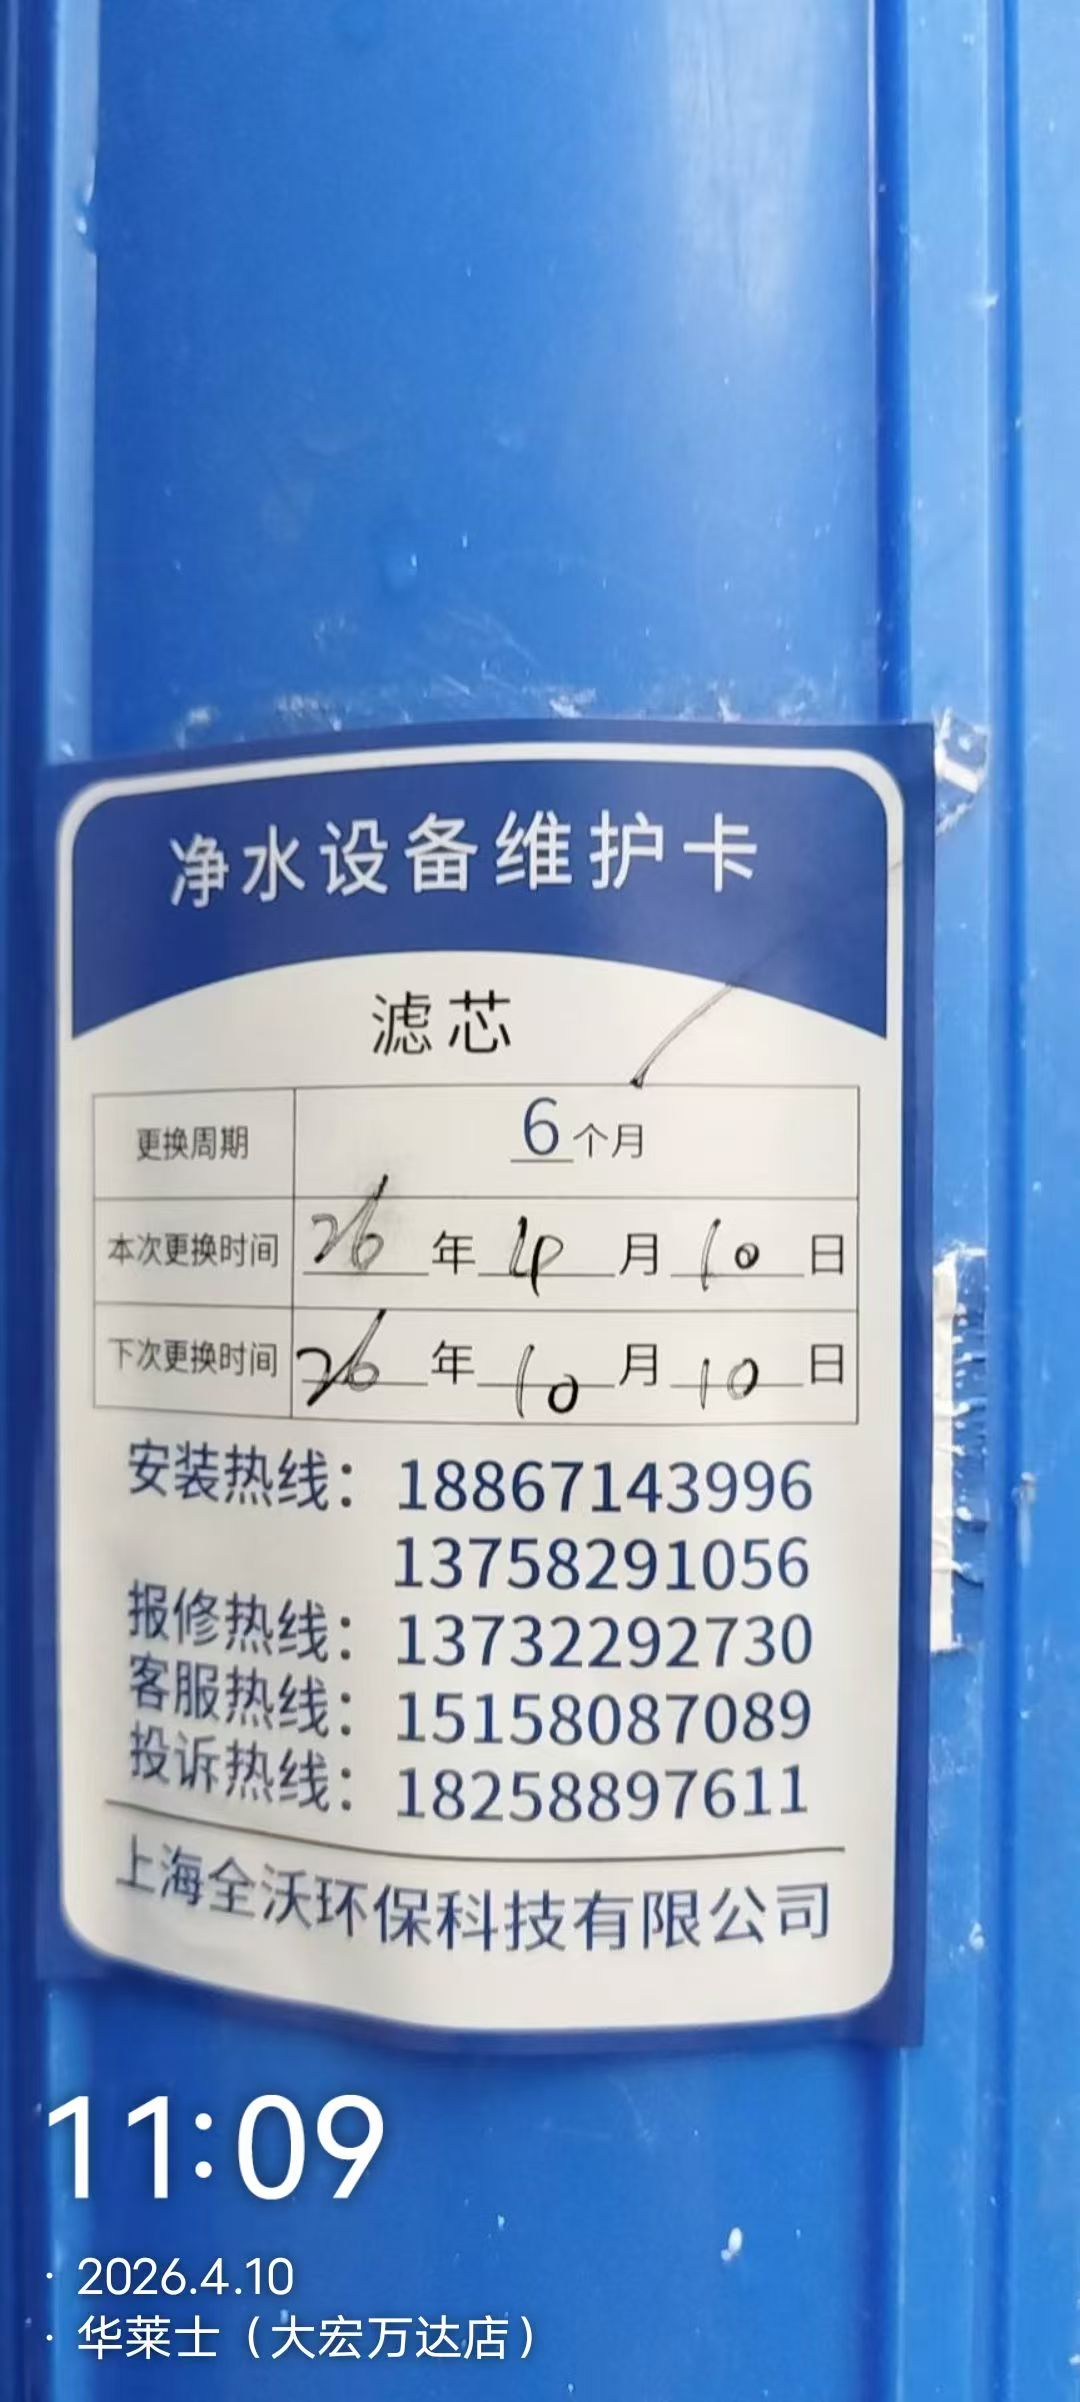 净水设备维护卡
滤芯
更换周期 6个月
本次更换时间 26年4月10日
下次更换时间 26年10月10日
安装热线：18867143996
13758291056
报修热线：13732292730
客服热线：15158087089
投诉热线：18258897611
上海全沃环保科技有限公司
11:09
· 2026.4.10
· 华莱士（大宏万达店）